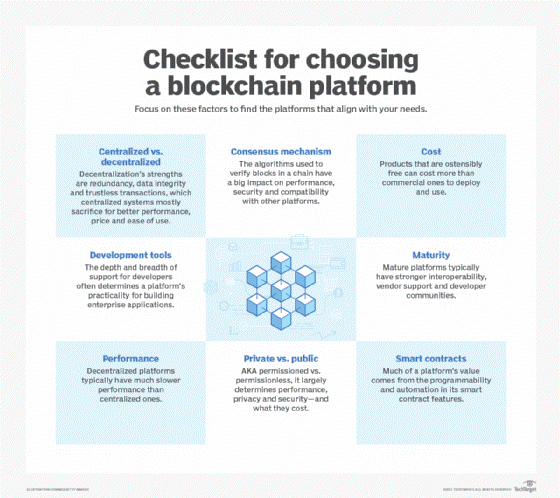 Checklist for choosing
a blockchain platform
Focus on these factors to find the platforms that align with your needs.
Centralized vs.
decentralized
Decentralization's strengths
are redundancy, data integrity
and trustless transactions, which
centralized systems mostly
sacrifice for better performance,
price and ease of use.
Consensus mechanism
The algorithms used to
verify blocks in a chain have
a big impact on performance,
security and compatibility
with other platforms.
Cost
Products that are ostensibly
free can cost more than
commercial ones to deploy
and use.
Development tools
The depth and breadth of
support for developers
often determines a platform's
practicality for building
enterprise applications.
Maturity
Mature platforms typically
have stronger interoperability,
vendor support and developer
communities.
Performance
Decentralized platforms
typically have much slower
performance than
centralized ones.
Private vs. public
AKA permissioned vs.
permissionless, it largely
determines performance,
privacy and security—and
what they cost.
Smart contracts
Much of a platform's value
comes from the programmability
and automation in its smart
contract features.
TechTarget